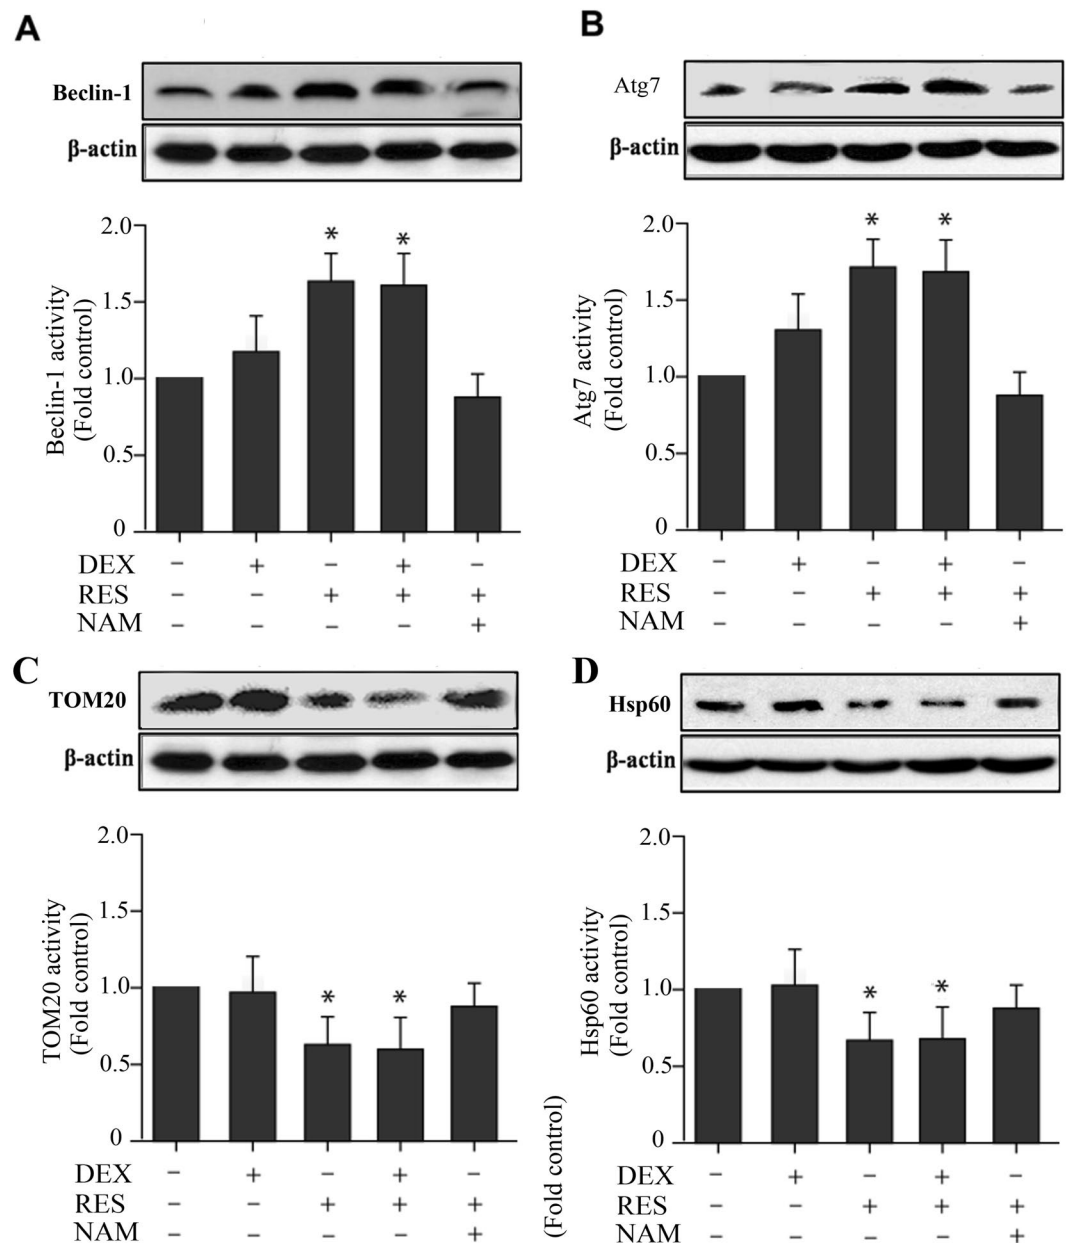 A
Beclin-1
β-actin
2.0
1.5
1.0
0.5
0
Beclin-1 activity
(Fold control)
* *
DEX − + − + −
RES − − + + +
NAM − − − − +
B
Atg7
β-actin
2.0
1.5
1.0
0.5
0
Atg7 activity
(Fold control)
* *
DEX − + − + −
RES − − + + +
NAM − − − − +
C
TOM20
β-actin
2.0
1.5
1.0
0.5
0
TOM20 activity
(Fold control)
* *
DEX − + − + −
RES − − + + +
NAM − − − − +
D
Hsp60
β-actin
2.0
1.5
1.0
0.5
0
Hsp60 activity
(Fold control)
(Fold control)
* *
DEX − + − + −
RES − − + + +
NAM − − − − +